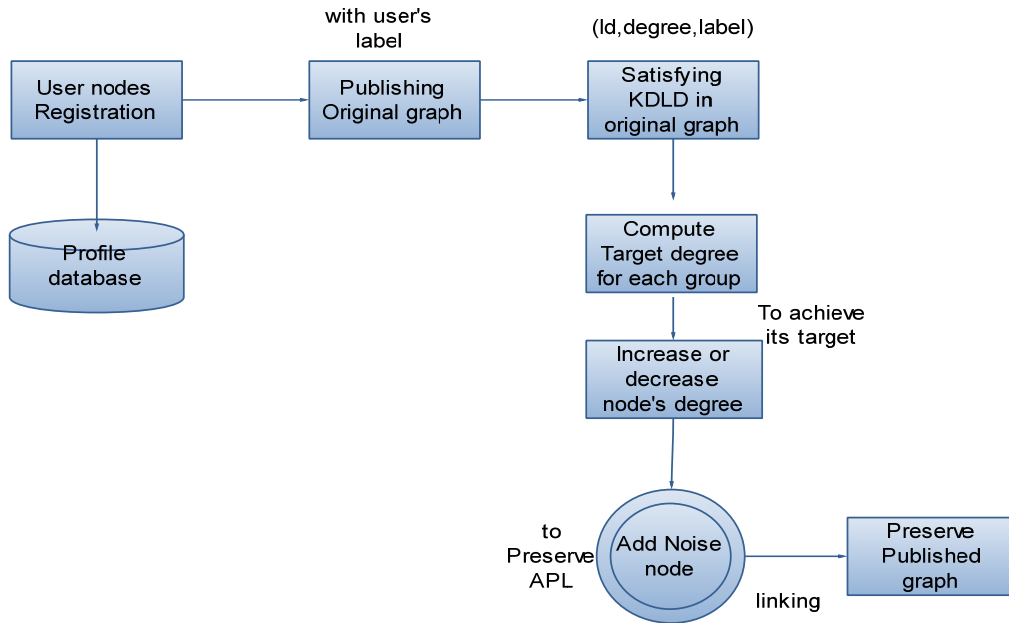 with user's
label
(Id,degree,label)
User nodes
Registration
Publishing
Original graph
Satisfying
KDLD in
original graph
Profile
database
Compute
Target degree
for each group
To achieve
its target
Increase or
decrease
node's degree
to
Preserve
APL
Add Noise
node
linking
Preserve
Published
graph